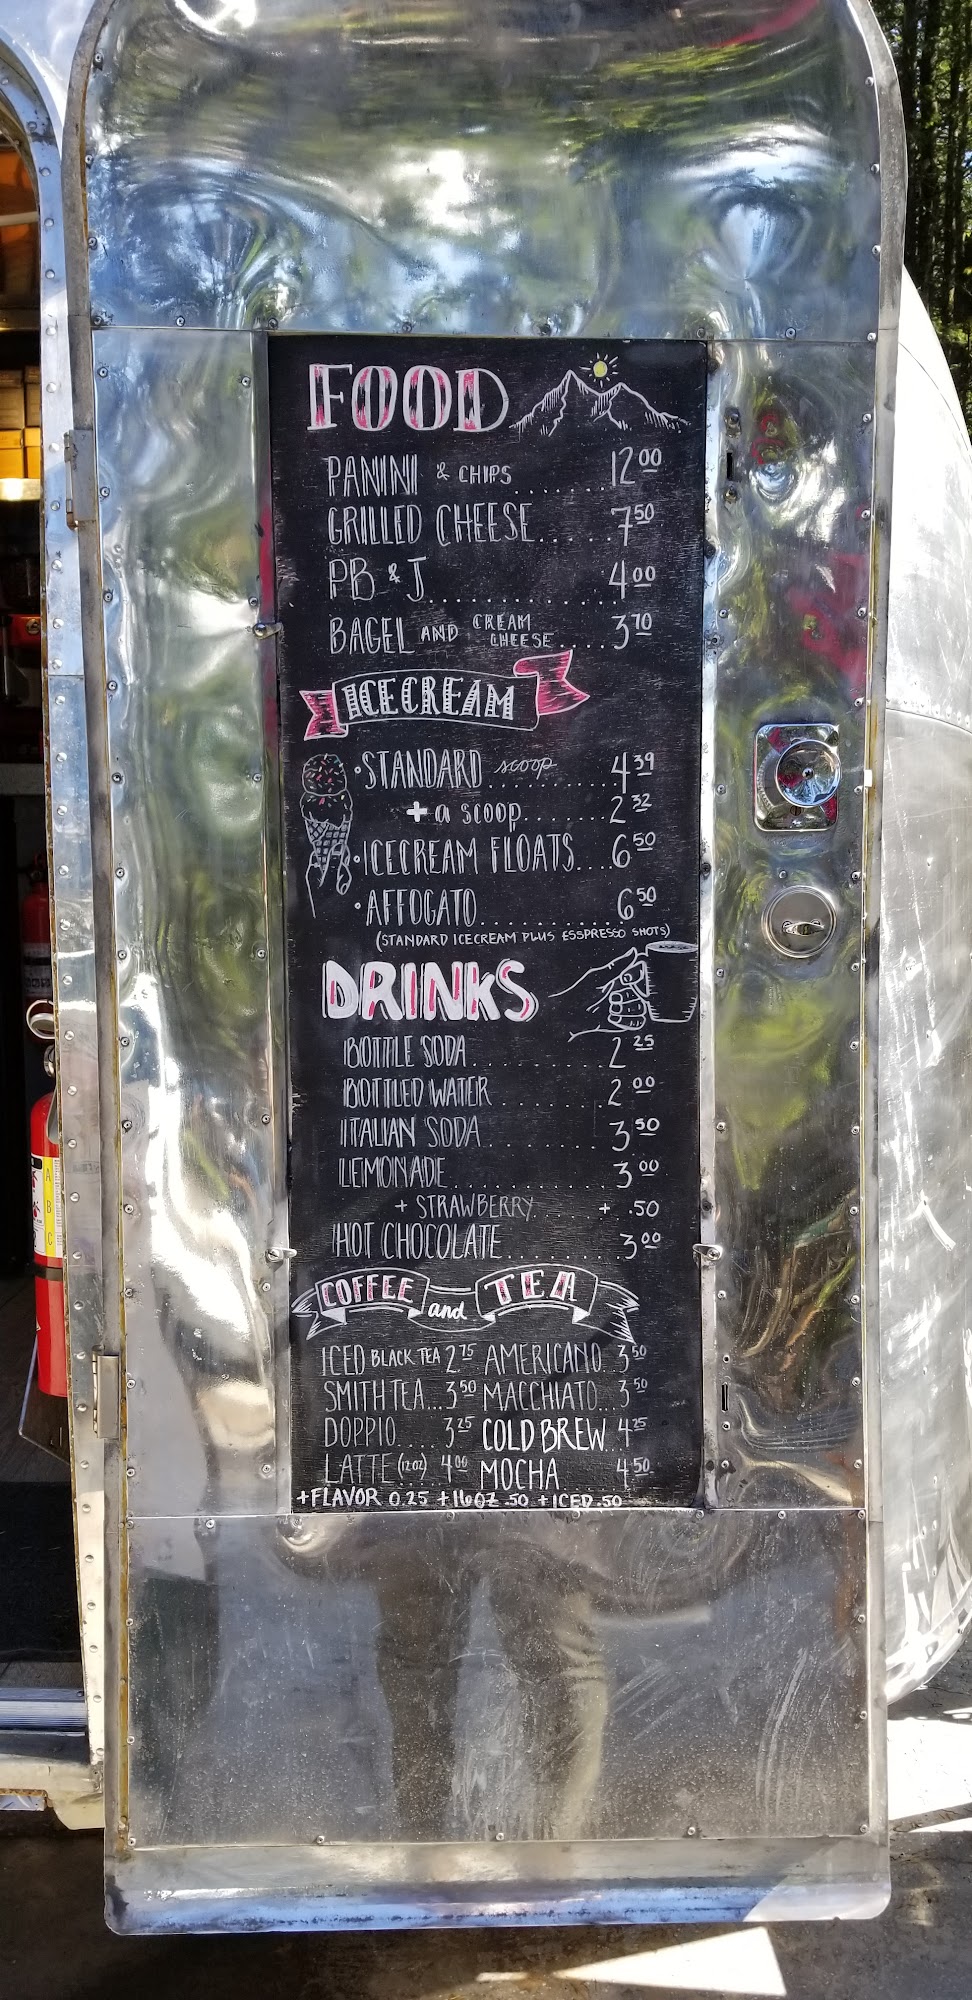 FOOD
PANINI & CHIPS ........ 12 00
GRILLED CHEESE...... 7 50
PB & J.............. 4 00
BAGEL AND CREAM CHEESE .... 3 70
ICECREAM
• STANDARD scoop ...... 4 39
+ a scoop........ 2 32
• ICECREAM FLOATS.... 6 50
• AFFOGATO.............. 6 50
(STANDARD ICECREAM PLUS ESSPRESSO SHOTS)
DRINKS
BOTTLE SODA............ 2 25
BOTTLED WATER.......... 2 00
ITALIAN SODA........... 3 50
LEMONADE............... 3 00
+ STRAWBERRY...... + .50
HOT CHOCOLATE.......... 3 00
COFFEE and TEA
ICED BLACK TEA 2 75 AMERICANO.. 3 50
SMITH TEA... 3 50 MACCHIATO... 3 50
DOPPIO..... 3 25 COLD BREW.. 4 25
LATTE (12 OZ) 4 00 MOCHA 4 50
+FLAVOR 0.25 +16OZ .50 +ICED .50
A
B
C